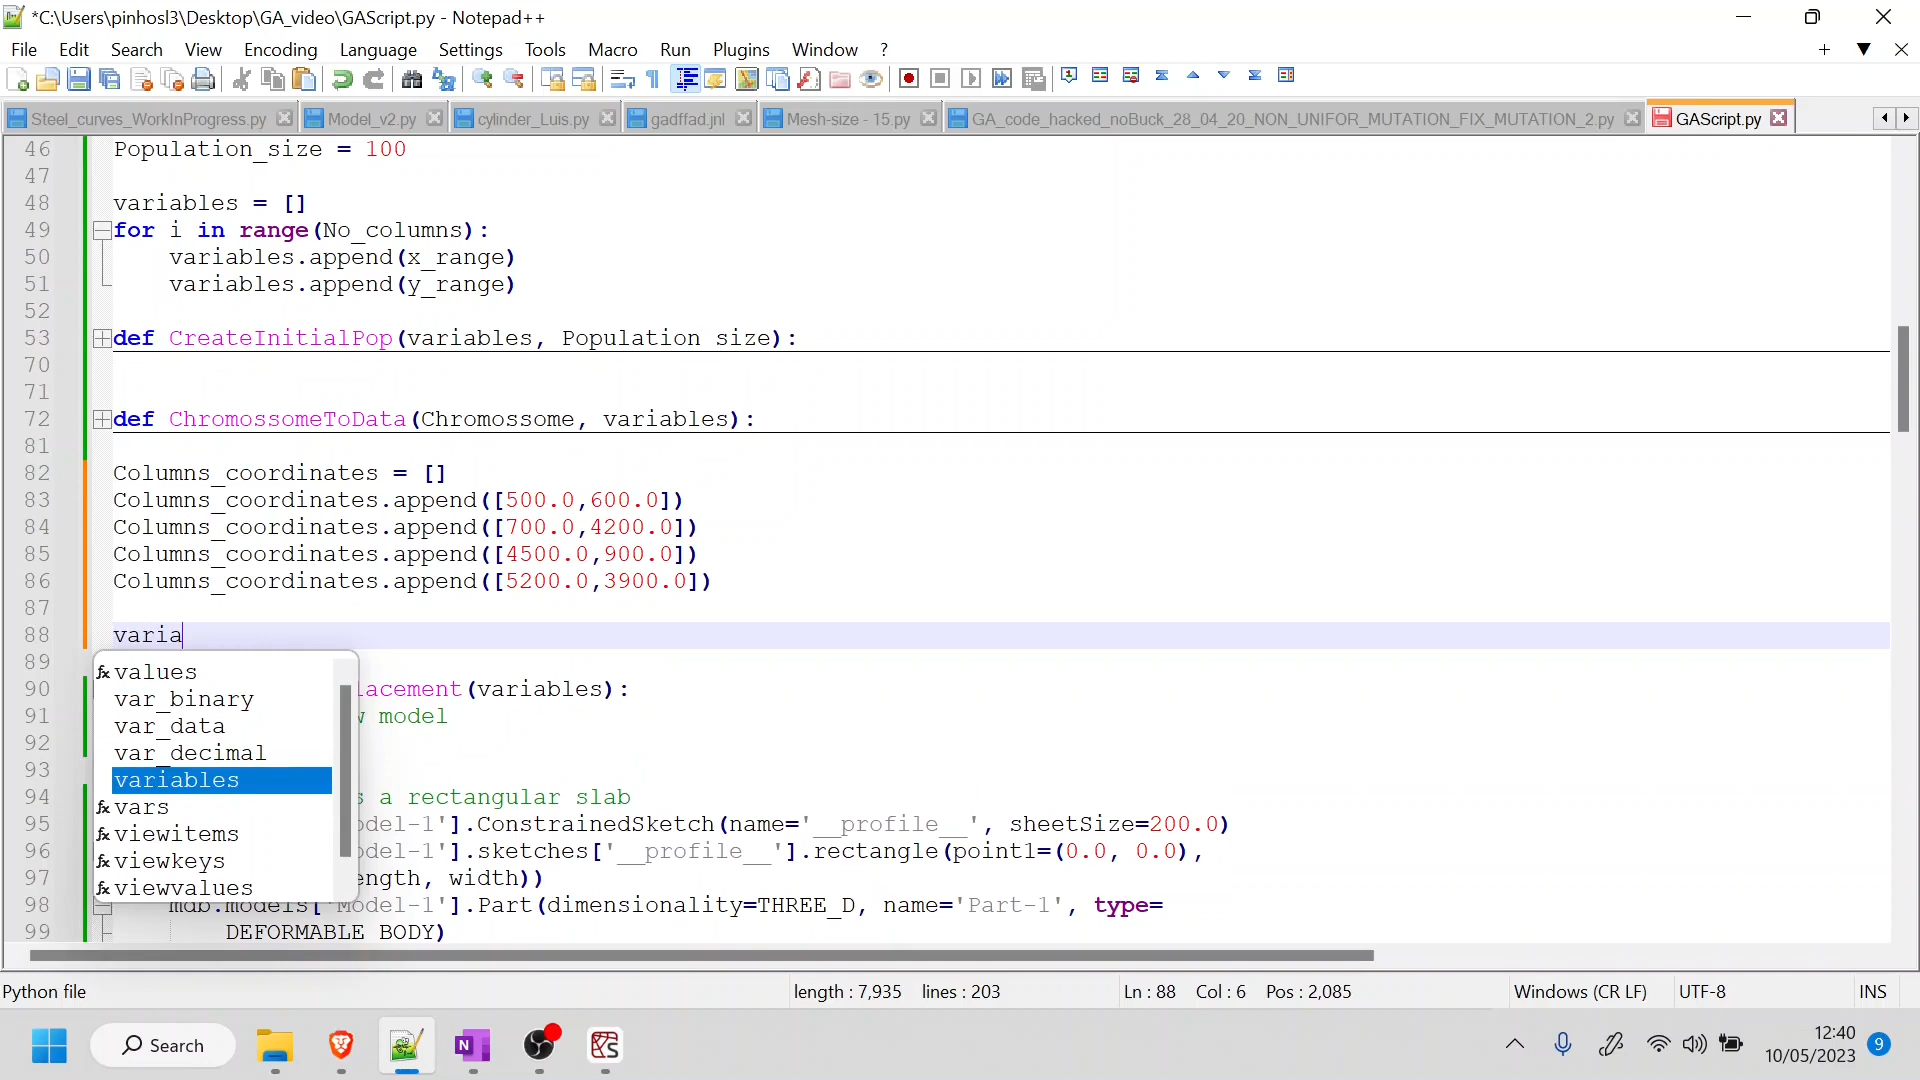 *C:\Users\pinhosl3\Desktop\GA_video\GAScript.py - Notepad++
File Edit Search View Encoding Language Settings Tools Macro Run Plugins Window ?
Steel_curves_WorkInProgress.py Model_v2.py cylinder_Luis.py gadffad.jnl Mesh-size - 15.py GA_code_hacked_noBuck_28_04_20_NON_UNIFOR_MUTATION_FIX_MUTATION_2.py GAScript.py
46 Population_size = 100
47
48 variables = []
49 for i in range(No_columns):
50 variables.append(x_range)
51 variables.append(y_range)
52
53 def CreateInitialPop(variables, Population size):
70
71
72 def ChromossomeToData(Chromossome, variables):
81
82 Columns_coordinates = []
83 Columns_coordinates.append([500.0,600.0])
84 Columns_coordinates.append([700.0,4200.0])
85 Columns_coordinates.append([4500.0,900.0])
86 Columns_coordinates.append([5200.0,3900.0])
87
88 varia
89
90 lacement(variables):
91 model
92
93
94 s a rectangular slab
95 odel-1'].ConstrainedSketch(name='__profile__', sheetSize=200.0)
96 odel-1'].sketches['__profile__'].rectangle(point1=(0.0, 0.0),
97 ength, width))
98 mdb.models['Model-1'].Part(dimensionality=THREE_D, name='Part-1', type=
99 DEFORMABLE BODY)
values
var_binary
var_data
var_decimal
variables
vars
viewitems
viewkeys
viewvalues
Python file length : 7,935 lines : 203 Ln : 88 Col : 6 Pos : 2,085 Windows (CR LF) UTF-8 INS
Search
12:40
10/05/2023
9